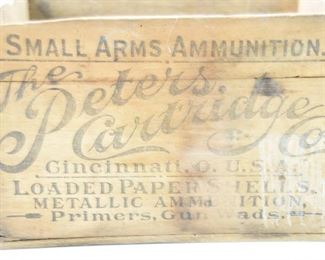 SMALL ARMS AMMUNITION.
The
Peters
Cartridge
Co
Cincinnati, O. U.S.A.
LOADED PAPER SHELLS,
METALLIC AMMUNITION,
Primers, Gun Wads.